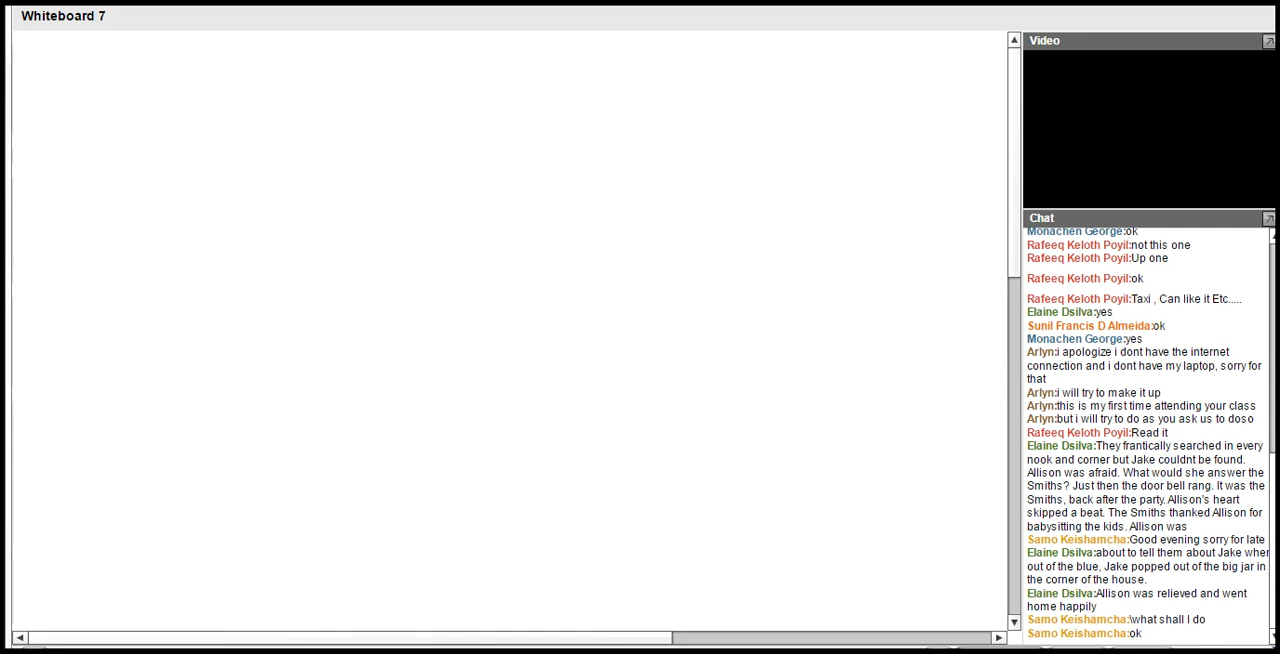 Whiteboard 7
Video
Chat
Monachen George:ok
Rafeeq Keloth Poyil:not this one
Rafeeq Keloth Poyil:Up one
Rafeeq Keloth Poyil:ok
Rafeeq Keloth Poyil:Taxi , Can like it Etc.....
Elaine Dsilva:yes
Sunil Francis D Almeida:ok
Monachen George:yes
Arlyn:i apologize i dont have the internet
connection and i dont have my laptop, sorry for
that
Arlyn:i will try to make it up
Arlyn:this is my first time attending your class
Arlyn:but i will try to do as you ask us to doso
Rafeeq Keloth Poyil:Read it
Elaine Dsilva:They frantically searched in every
nook and corner but Jake couldnt be found.
Allison was afraid. What would she answer the
Smiths? Just then the door bell rang. It was the
Smiths, back after the party. Allison's heart
skipped a beat. The Smiths thanked Allison for
babysitting the kids. Allison was
Samo Keishamcha:Good evening sorry for late
Elaine Dsilva:about to tell them about Jake when
out of the blue, Jake popped out of the big jar in
the corner of the house.
Elaine Dsilva:Allison was relieved and went
home happily
Samo Keishamcha:\what shall I do
Samo Keishamcha:ok